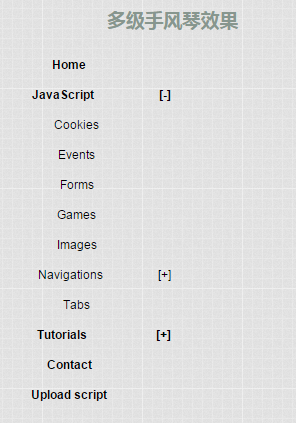 多级手风琴效果
Home
JavaScript [-]
Cookies
Events
Forms
Games
Images
Navigations [+]
Tabs
Tutorials [+]
Contact
Upload script